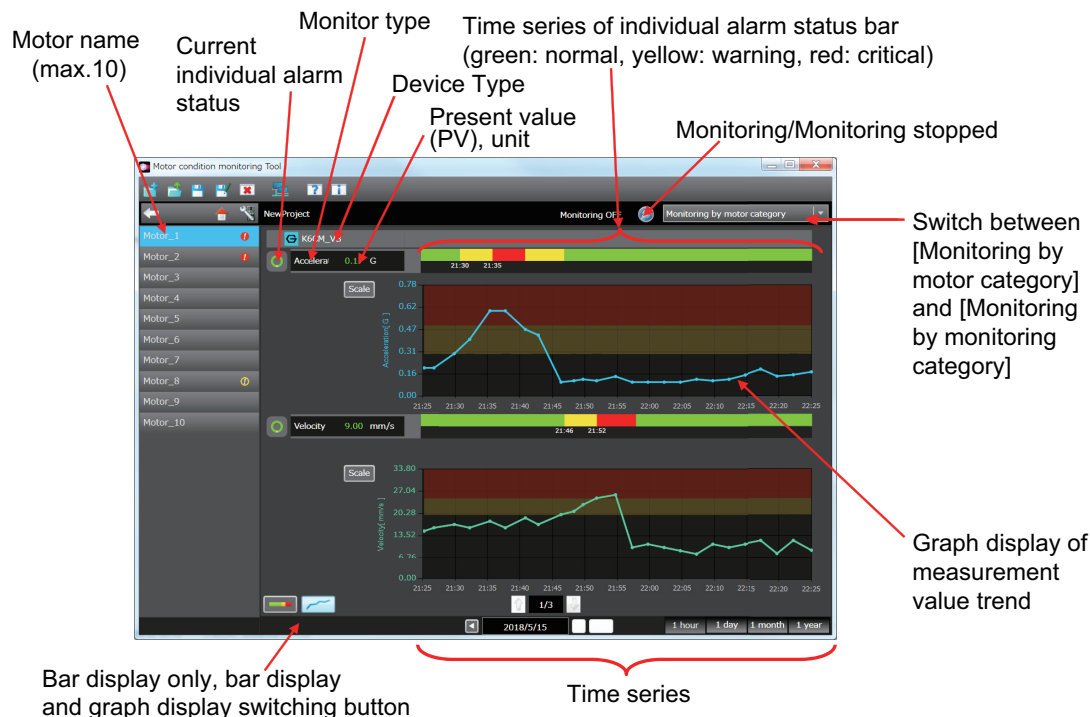 Motor name
(max.10)
Current
individual alarm
status
Monitor type
Device Type
Present value
(PV), unit
Time series of individual alarm status bar
(green: normal, yellow: warning, red: critical)
Monitoring/Monitoring stopped
Motor condition monitoring Tool
NewProject
Monitoring OFF
Monitoring by motor category
Switch between
[Monitoring by
motor category]
and [Monitoring
by monitoring
category]
Motor_1
Motor_2
Motor_3
Motor_4
Motor_5
Motor_6
Motor_7
Motor_8
Motor_9
Motor_10
G
G
21:30 21:35
Scale
Acceleration[ G ]
0.78
0.62
0.47
0.31
0.16
0.00
21:25 21:30 21:35 21:40 21:45 21:50 21:55 22:00 22:05 22:10 22:15 22:20 22:25
Velocity 9.00 mm/s
21:46 21:52
Scale
Velocity[ mm/s ]
33.80
27.04
20.28
13.52
6.76
0.00
21:25 21:30 21:35 21:40 21:45 21:50 21:55 22:00 22:05 22:10 22:15 22:20 22:25
1/3
2018/5/15
1 hour 1 day 1 month 1 year
Graph display of
measurement
value trend
Bar display only, bar display
and graph display switching button
Time series